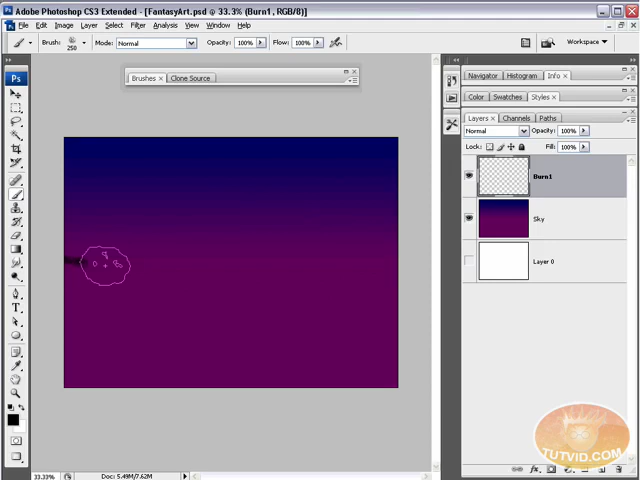 Adobe Photoshop CS3 Extended - [FantasyArt.psd @ 33.3% (Burn1, RGB/8)]
File Edit Image Layer Select Filter Analysis View Window Help
Brush: 250 Mode: Normal Opacity: 100% Flow: 100% Workspace
Brushes × Clone Source
Ps
Navigator Histogram Info ×
Color Swatches Styles ×
Layers × Channels Paths
Normal Opacity: 100%
Lock: Fill: 100%
Burn1
Sky
Layer 0
TUTVID.COM
33.33% Doc: 5.49M/7.62M